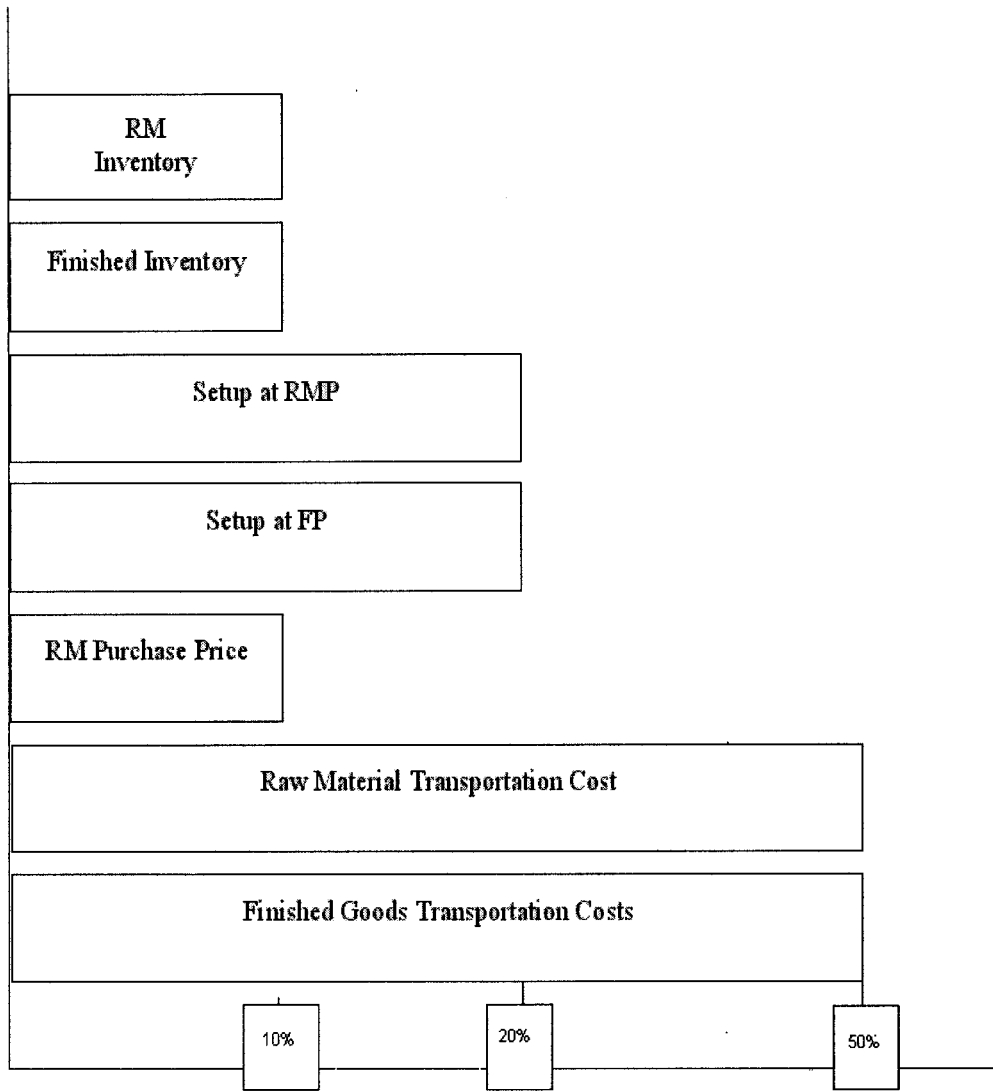 RM
Inventory
Finished Inventory
Setup at RMP
Setup at FP
RM Purchase Price
Raw Material Transportation Cost
Finished Goods Transportation Costs
10%
20%
50%